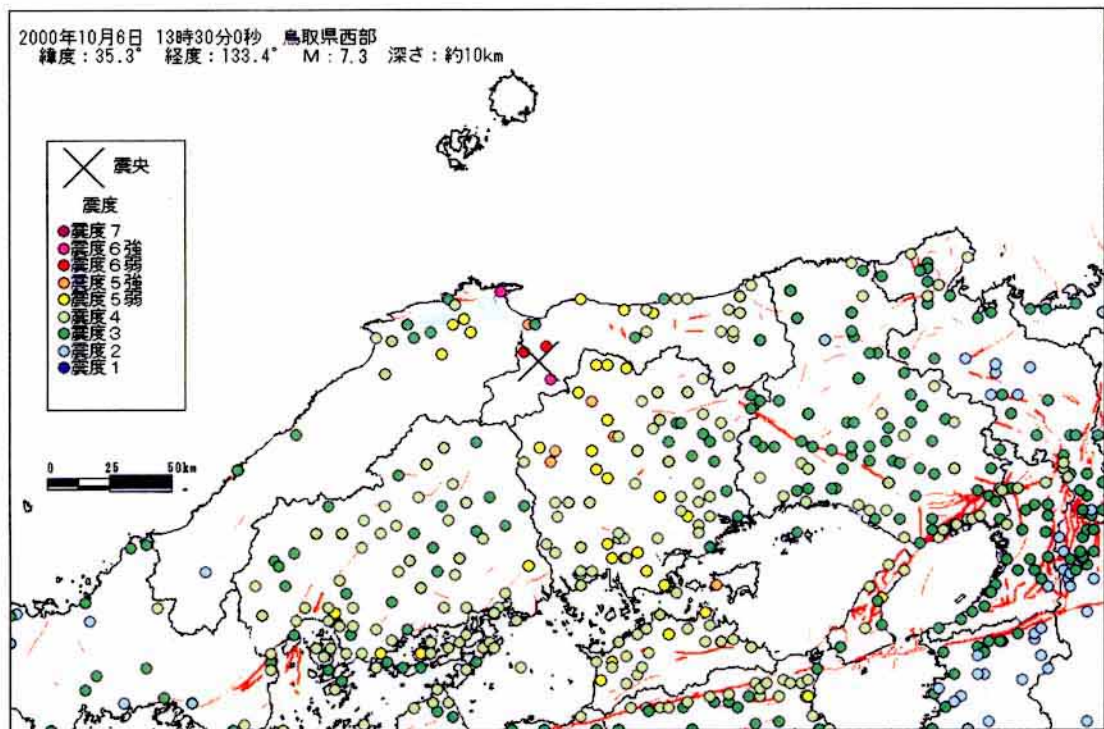 2000年10月6日 13時30分0秒 鳥取県西部
緯度：35.3° 経度：133.4° M：7.3 深さ：約10km
震央
震度
震度7
震度6強
震度6弱
震度5強
震度5弱
震度4
震度3
震度2
震度1
0 25 50km